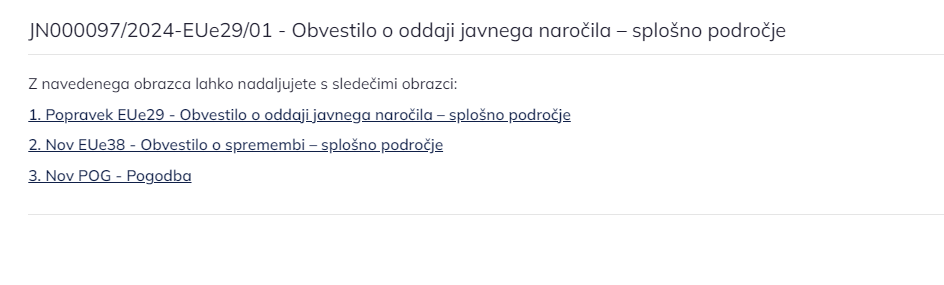 JN000097/2024-EUe29/01 - Obvestilo o oddaji javnega naročila – splošno področje
Z navedenega obrazca lahko nadaljujete s sledečimi obrazci:
1. Popravek EUe29 - Obvestilo o oddaji javnega naročila – splošno področje
2. Nov EUe38 - Obvestilo o spremembi – splošno področje
3. Nov POG - Pogodba